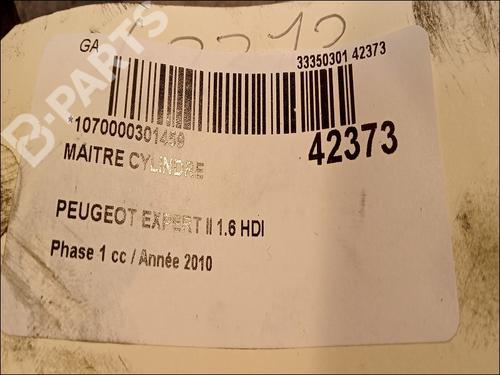 GA
33350301 42373
*1070000301459
42373
MAITRE CYLINDRE
PEUGEOT EXPERT II 1.6 HDI
Phase 1 cc / Année 2010
B-PARTS